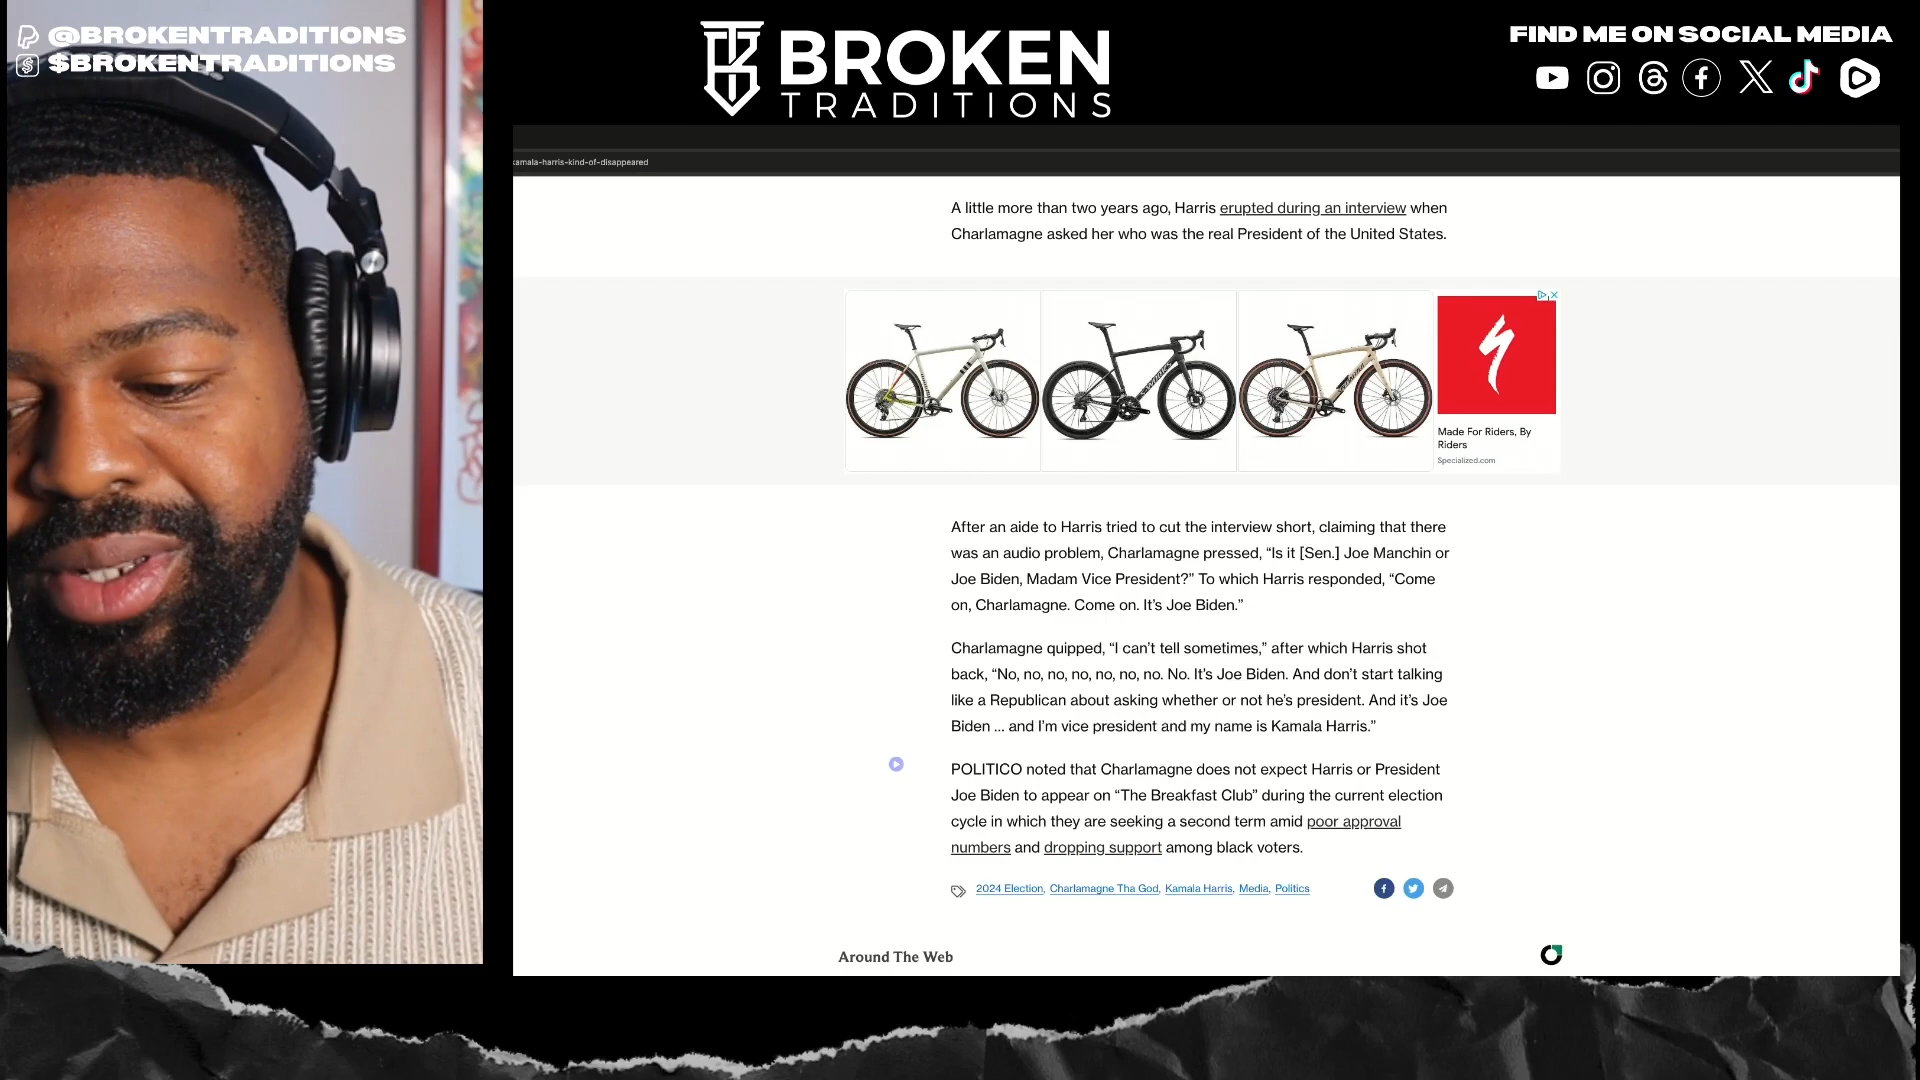 @BROKENTRADITIONS
$BROKENTRADITIONS
BROKEN
TRADITIONS
FIND ME ON SOCIAL MEDIA
kamala-harris-kind-of-disappeared
A little more than two years ago, Harris erupted during an interview when
Charlamagne asked her who was the real President of the United States.
Made For Riders, By
Riders
Specialized.com
After an aide to Harris tried to cut the interview short, claiming that there
was an audio problem, Charlamagne pressed, “Is it [Sen.] Joe Manchin or
Joe Biden, Madam Vice President?” To which Harris responded, “Come
on, Charlamagne. Come on. It’s Joe Biden.”
Charlamagne quipped, “I can’t tell sometimes,” after which Harris shot
back, “No, no, no, no, no, no, no. No. It’s Joe Biden. And don’t start talking
like a Republican about asking whether or not he’s president. And it’s Joe
Biden ... and I’m vice president and my name is Kamala Harris.”
POLITICO noted that Charlamagne does not expect Harris or President
Joe Biden to appear on “The Breakfast Club” during the current election
cycle in which they are seeking a second term amid poor approval
numbers and dropping support among black voters.
2024 Election, Charlamagne Tha God, Kamala Harris, Media, Politics
Around The Web